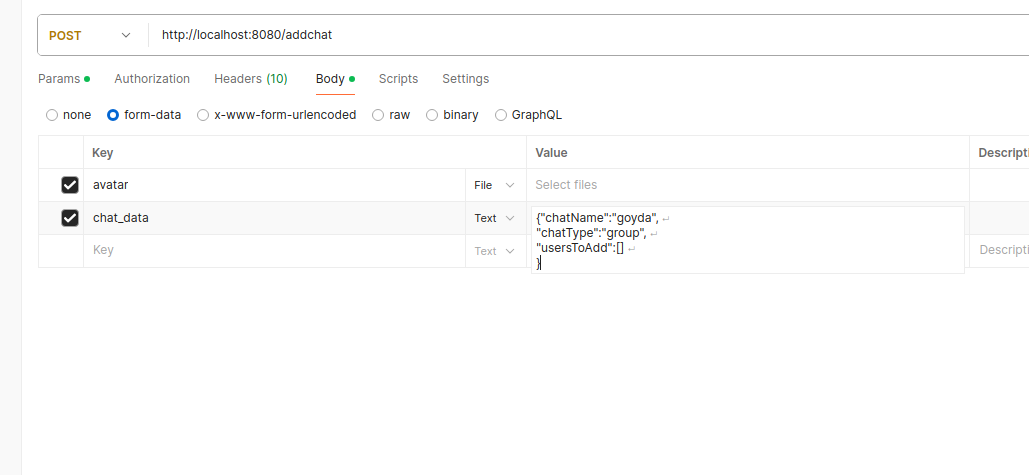 POST http://localhost:8080/addchat
Params Authorization Headers (10) Body Scripts Settings
none form-data x-www-form-urlencoded raw binary GraphQL
Key Value Descripti
avatar File Select files
chat_data Text {"chatName":"goyda", ↵
"chatType":"group", ↵
"usersToAdd":[] ↵
}
Key Text Descripti